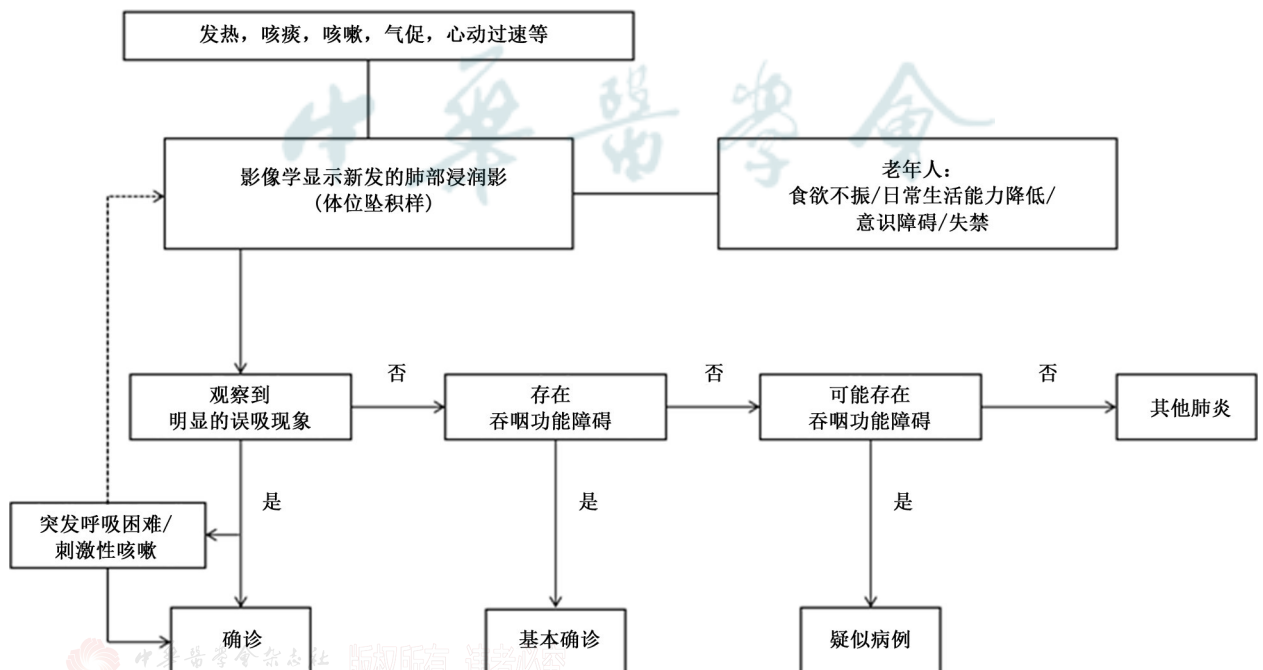 中华医学会
发热，咳痰，咳嗽，气促，心动过速等
影像学显示新发的肺部浸润影
(体位坠积样)
老年人：
食欲不振/日常生活能力降低/
意识障碍/失禁
观察到
明显的误吸现象
否
存在
吞咽功能障碍
否
可能存在
吞咽功能障碍
否
其他肺炎
是
是
是
突发呼吸困难/
刺激性咳嗽
确诊
基本确诊
疑似病例
中华医学会杂志社
版权所有